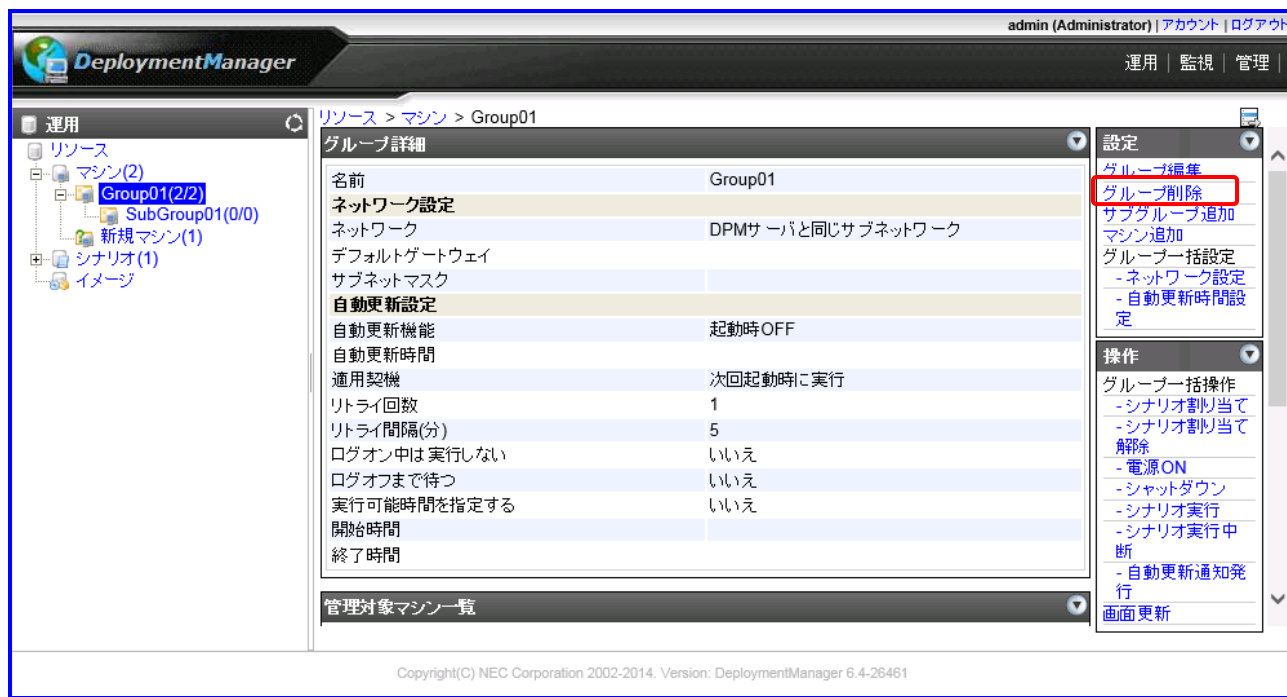 admin (Administrator) | アカウント | ログアウト
DeploymentManager
運用 | 監視 | 管理 |
運用
リソース
マシン(2)
Group01(2/2)
SubGroup01(0/0)
新規マシン(1)
シナリオ(1)
イメージ
リソース > マシン > Group01
グループ詳細
名前 Group01
ネットワーク設定
ネットワーク DPMサーバと同じサブネットワーク
デフォルトゲートウェイ
サブネットマスク
自動更新設定
自動更新機能 起動時OFF
自動更新時間
適用契機 次回起動時に実行
リトライ回数 1
リトライ間隔(分) 5
ログオン中は実行しない いいえ
ログオフまで待つ いいえ
実行可能時間を指定する いいえ
開始時間
終了時間
管理対象マシン一覧
設定
グループ編集
グループ削除
サブグループ追加
マシン追加
グループ一括設定
- ネットワーク設定
- 自動更新時間設
定
操作
グループ一括操作
- シナリオ割り当て
- シナリオ割り当て
解除
- 電源ON
- シャットダウン
- シナリオ実行
- シナリオ実行中
断
- 自動更新通知発
行
画面更新
Copyright(C) NEC Corporation 2002-2014. Version: DeploymentManager 6.4-26461